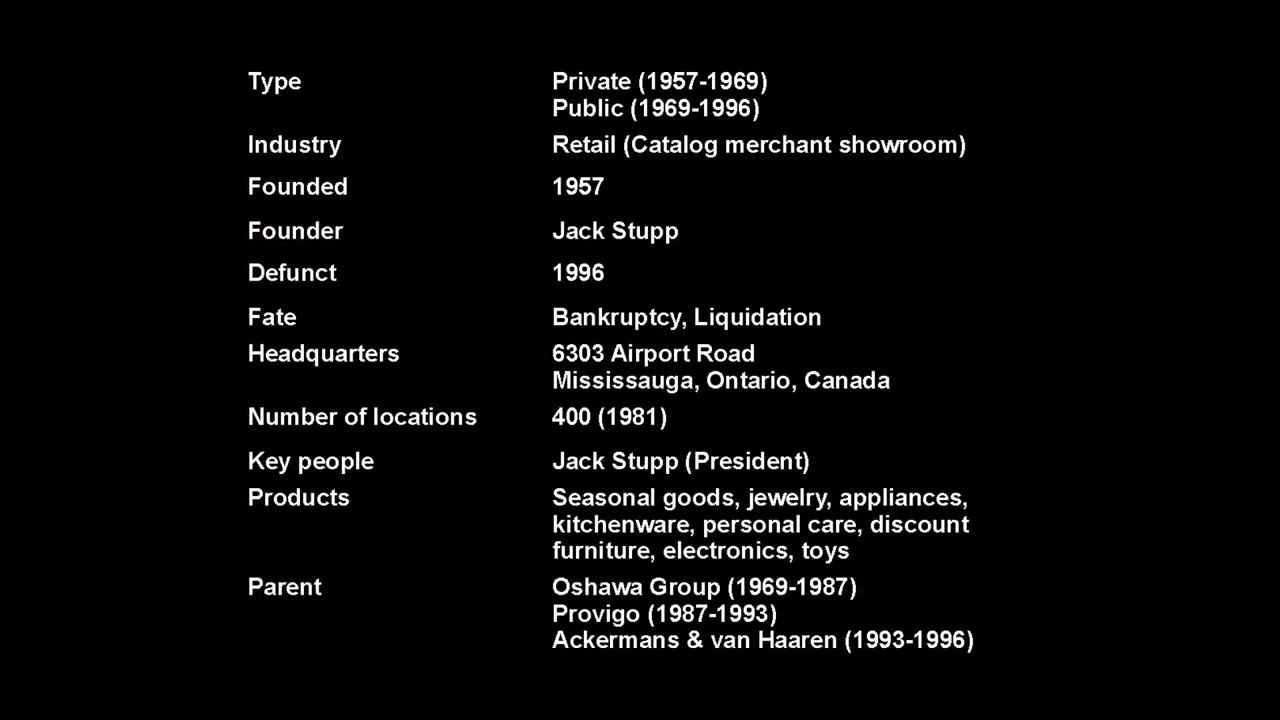 Type Private (1957-1969)
Public (1969-1996)
Industry Retail (Catalog merchant showroom)
Founded 1957
Founder Jack Stupp
Defunct 1996
Fate Bankruptcy, Liquidation
Headquarters 6303 Airport Road
Mississauga, Ontario, Canada
Number of locations 400 (1981)
Key people Jack Stupp (President)
Products Seasonal goods, jewelry, appliances,
kitchenware, personal care, discount
furniture, electronics, toys
Parent Oshawa Group (1969-1987)
Provigo (1987-1993)
Ackermans & van Haaren (1993-1996)